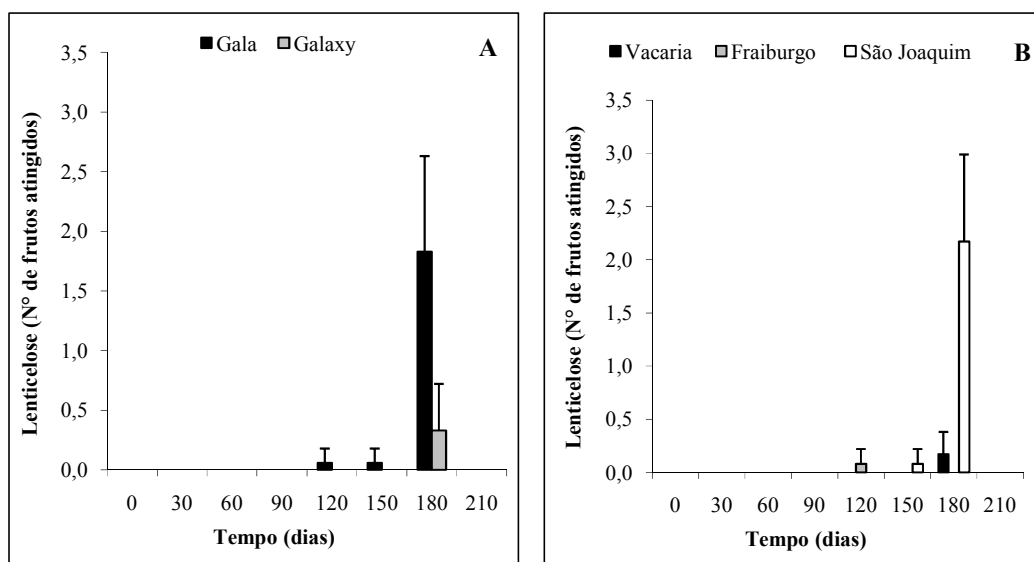 Gala Galaxy
A
Lenticelose (N° de frutos atingidos)
3,5
3,0
2,5
2,0
1,5
1,0
0,5
0,0
0 30 60 90 120 150 180 210
Tempo (dias)
Vacaria Fraiburgo São Joaquim
B
Lenticelose (N° de frutos atingidos)
3,5
3,0
2,5
2,0
1,5
1,0
0,5
0,0
0 30 60 90 120 150 180 210
Tempo (dias)